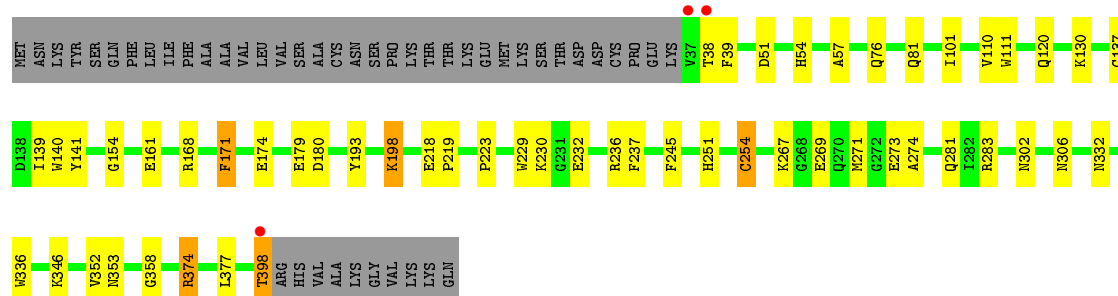 MET ASN LYS TYR SER GLN PHE LEU ILE PHE ALA ALA VAL LEU VAL SER ALA CYS ASN SER PRO LYS THR THR LYS GLU MET LYS SER THR ASP ASP CYS PRO GLU LYS V37 T38 F39 D51 H54 A57 Q76 Q81 I101 V110 W111 Q120 K130 G137
D138 I139 W140 Y141 G154 E161 R168 F171 E174 E179 D180 Y193 K198 E218 P219 P223 W229 K230 G231 E232 R236 F237 F245 H251 C254 K267 G268 E269 Q270 M271 G272 E273 A274 Q281 I282 R283 N302 N306 N332
W336 K346 V352 N353 G358 R374 L377 T398 ARG HIS VAL ALA LYS GLY VAL LYS LYS GLN